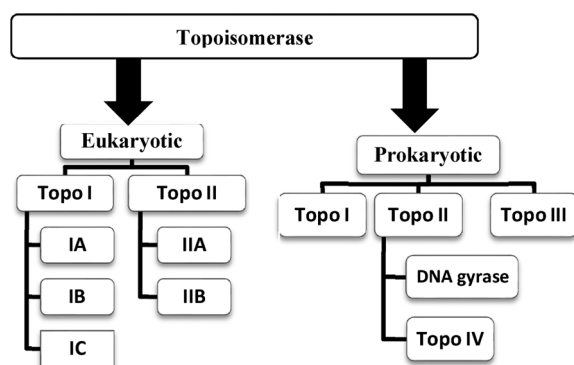 Topoisomerase
Eukaryotic
Prokaryotic
Topo I
Topo II
Topo I
Topo II
Topo III
IA
IIA
DNA gyrase
IB
IIB
Topo IV
IC